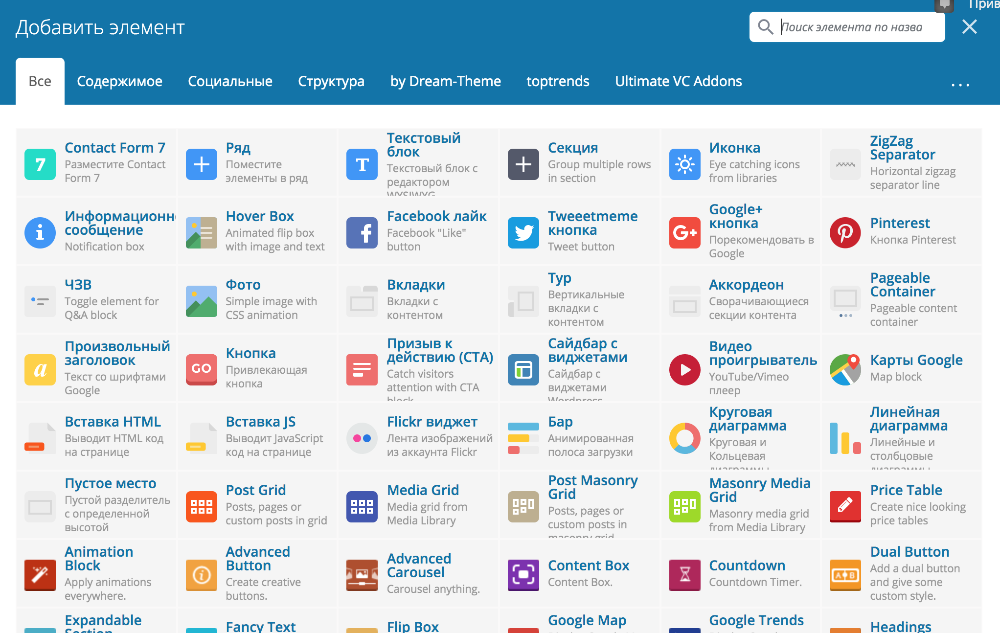 Прив
Добавить элемент
Поиск элемента по назва
Все
Содержимое
Социальные
Структура
by Dream-Theme
toptrends
Ultimate VC Addons
...
7
Contact Form 7
Разместите Contact
Form 7
Ряд
Поместите
элементы в ряд
T
Текстовый
блок
Текстовый блок с
редактором
WYSIWYG
Секция
Group multiple rows
in section
Иконка
Eye catching icons
from libraries
ZigZag
Separator
Horizontal zigzag
separator line
i
Информационн
сообщение
Notification box
Hover Box
Animated flip box
with image and text
f
Facebook лайк
Facebook "Like"
button
Tweeetmeme
кнопка
Tweet button
G+
Google+
кнопка
Порекомендовать в
Google
Pinterest
Кнопка Pinterest
ЧЗВ
Toggle element for
Q&A block
Фото
Simple image with
CSS animation
Вкладки
Вкладки с
контентом
Тур
Вертикальные
вкладки с
контентом
Аккордеон
Сворачивающиеся
секции контента
Pageable
Container
Pageable content
container
a
Произвольный
заголовок
Текст со шрифтами
Google
GO
Кнопка
Привлекающая
кнопка
Призыв к
действию (CTA)
Catch visitors
attention with CTA
block
Сайдбар с
виджетами
Сайдбар с
виджетами
Wordpress
Видео
проигрыватель
YouTube/Vimeo
плеер
Карты Google
Map block
Вставка HTML
Выводит HTML код
на странице
Вставка JS
Выводит JavaScript
код на странице
Flickr виджет
Лента изображений
из аккаунта Flickr
Бар
Анимированная
полоса загрузки
Круговая
диаграмма
Круговая и
Кольцевая
диаграммы
Линейная
диаграмма
Линейные и
столбцовые
диаграммы
Пустое место
Пустой разделитель
с определенной
высотой
Post Grid
Posts, pages or
custom posts in grid
Media Grid
Media grid from
Media Library
Post Masonry
Grid
Posts, pages or
custom posts in
masonry grid
Masonry Media
Grid
Masonry media grid
from Media Library
Price Table
Create nice looking
price tables
Animation
Block
Apply animations
everywhere.
i
Advanced
Button
Create creative
buttons.
Advanced
Carousel
Carousel anything.
Content Box
Content Box.
Countdown
Countdown Timer.
A B
Dual Button
Add a dual button
and give some
custom style.
Expandable
Section
Fancy Text
Flip Box
Google Map
Google Trends
Headings